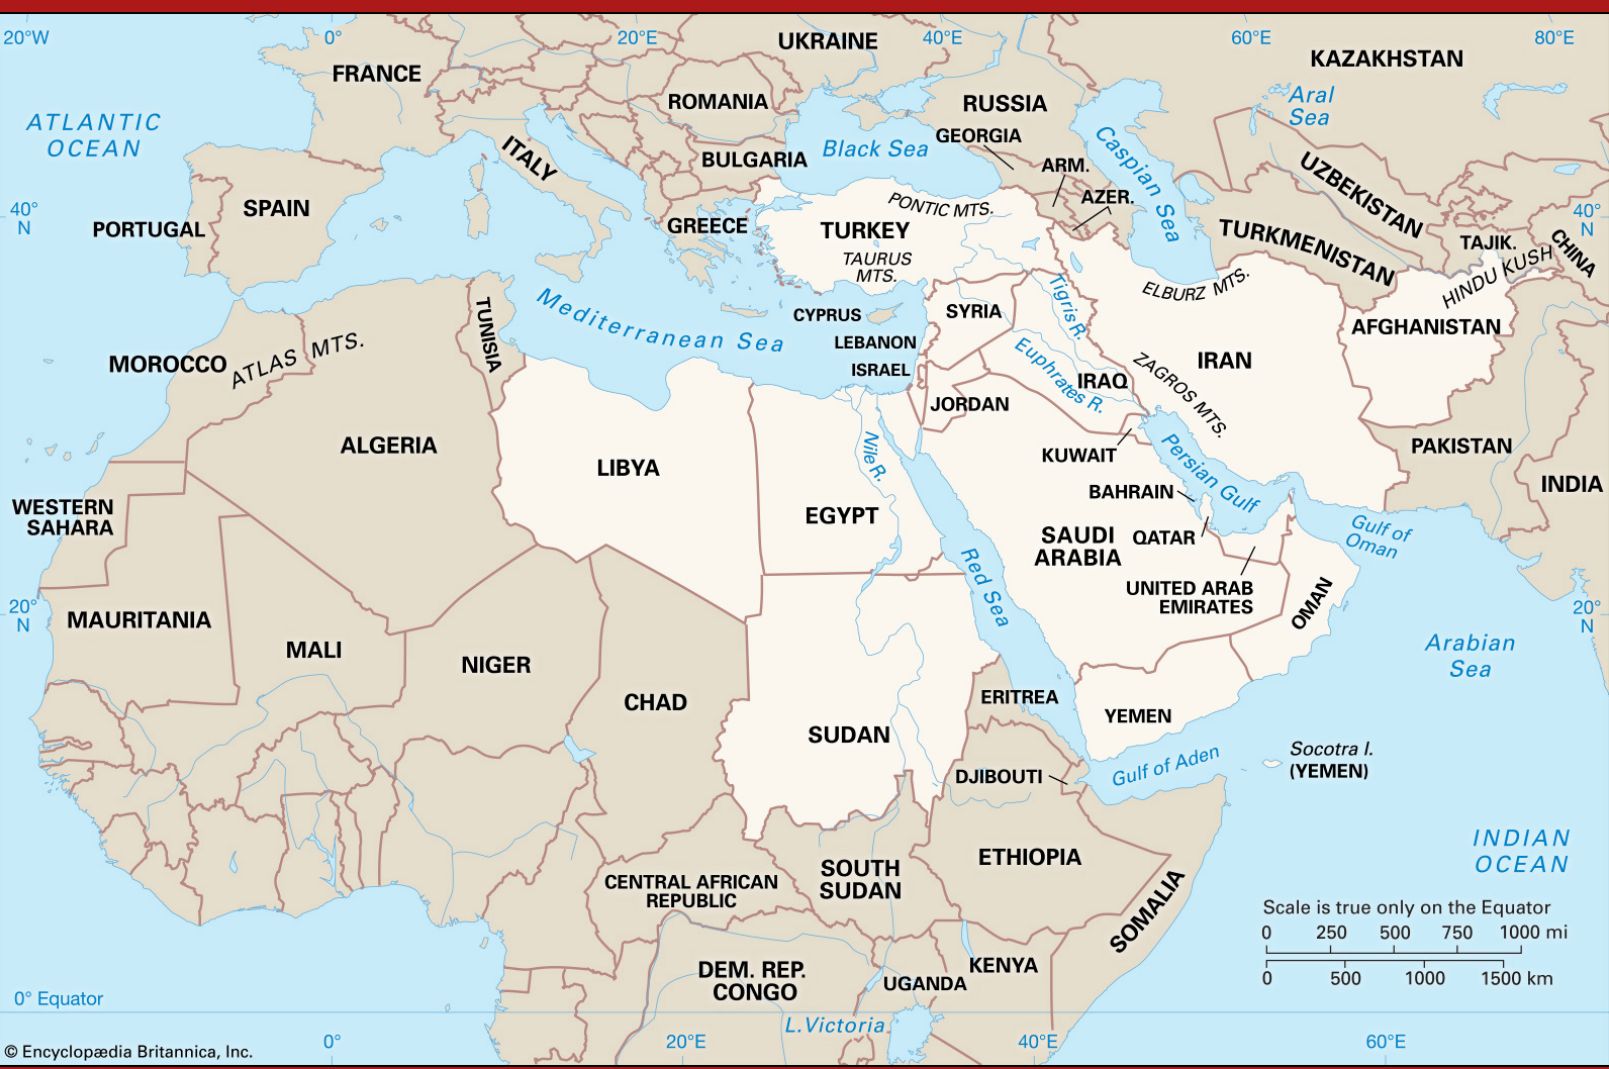 20°W
0°
20°E
40°E
60°E
80°E
UKRAINE
KAZAKHSTAN
FRANCE
ROMANIA
RUSSIA
Aral
Sea
ATLANTIC
OCEAN
ITALY
BULGARIA
Black Sea
GEORGIA
ARM.
AZER.
Caspian Sea
UZBEKISTAN
TURKMENISTAN
TAJIK.
CHINA
HINDU KUSH
40°
N
PORTUGAL
SPAIN
GREECE
PONTIC MTS.
TURKEY
TAURUS
MTS.
40°
N
ELBURZ MTS.
AFGHANISTAN
TUNISIA
Mediterranean Sea
CYPRUS
SYRIA
Tigris R.
LEBANON
ISRAEL
Euphrates R.
IRAQ
IRAN
ZAGROS MTS.
MOROCCO
ATLAS MTS.
JORDAN
ALGERIA
LIBYA
Nile R.
KUWAIT
Persian Gulf
PAKISTAN
INDIA
BAHRAIN
WESTERN
SAHARA
EGYPT
SAUDI
ARABIA
QATAR
Gulf of
Oman
Red Sea
UNITED ARAB
EMIRATES
OMAN
20°
N
20°
N
MAURITANIA
MALI
NIGER
Arabian
Sea
CHAD
ERITREA
YEMEN
SUDAN
Gulf of Aden
Socotra I.
(YEMEN)
DJIBOUTI
INDIAN
OCEAN
ETHIOPIA
SOUTH
SUDAN
CENTRAL AFRICAN
REPUBLIC
SOMALIA
Scale is true only on the Equator
0 250 500 750 1000 mi
0 500 1000 1500 km
DEM. REP.
CONGO
UGANDA
KENYA
0° Equator
L.Victoria
0°
20°E
40°E
60°E
© Encyclopædia Britannica, Inc.